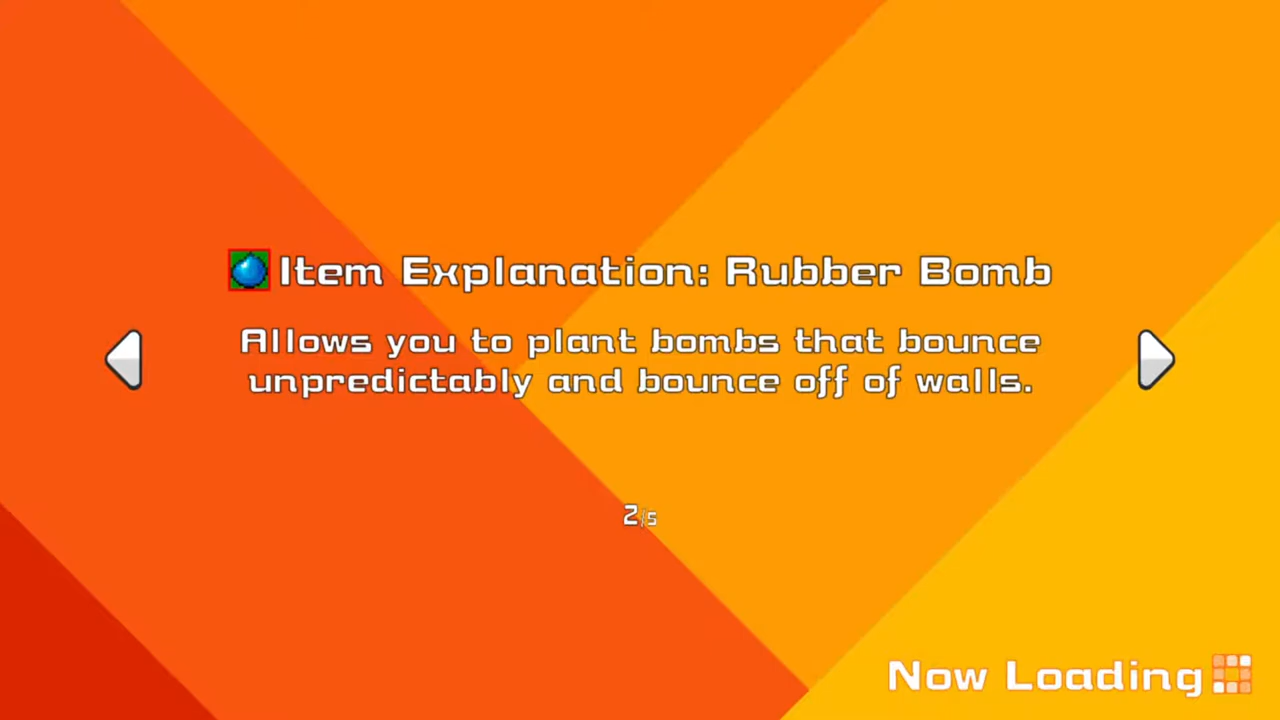 Item Explanation: Rubber Bomb
Allows you to plant bombs that bounce
unpredictably and bounce off of walls.
2/5
Now Loading